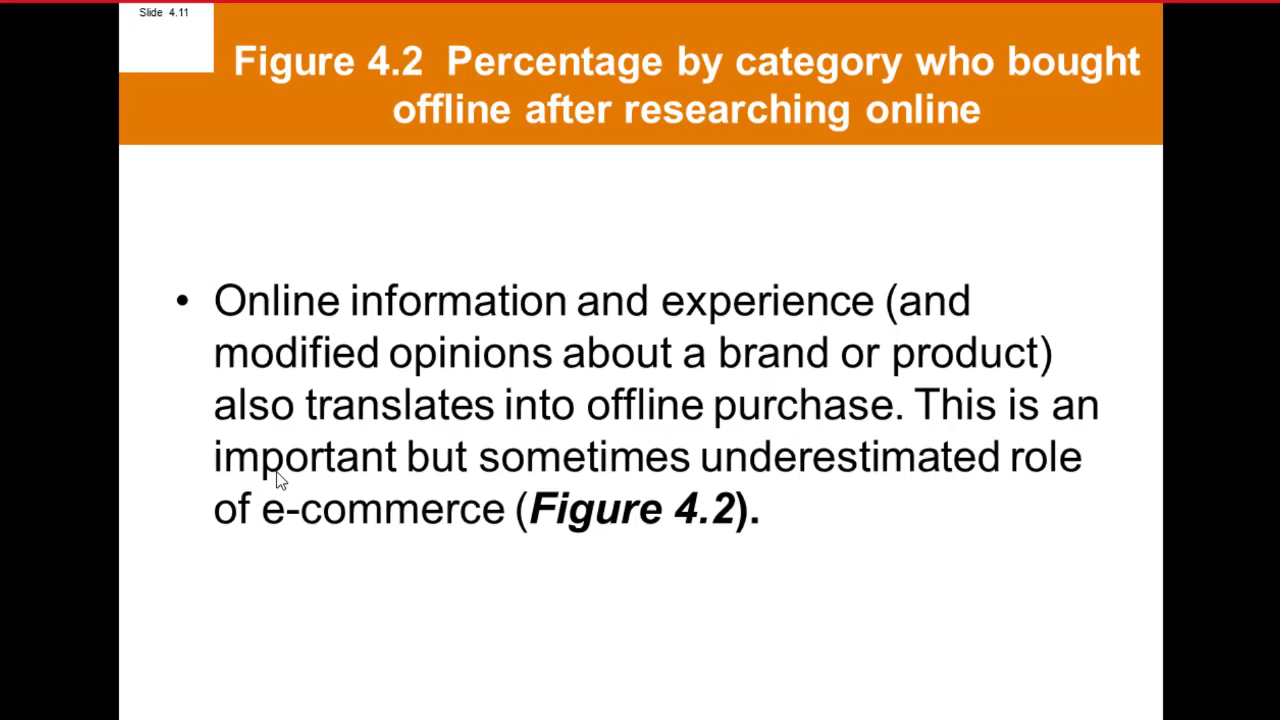 Slide 4.11
Figure 4.2 Percentage by category who bought
offline after researching online
• Online information and experience (and
modified opinions about a brand or product)
also translates into offline purchase. This is an
important but sometimes underestimated role
of e-commerce (Figure 4.2).